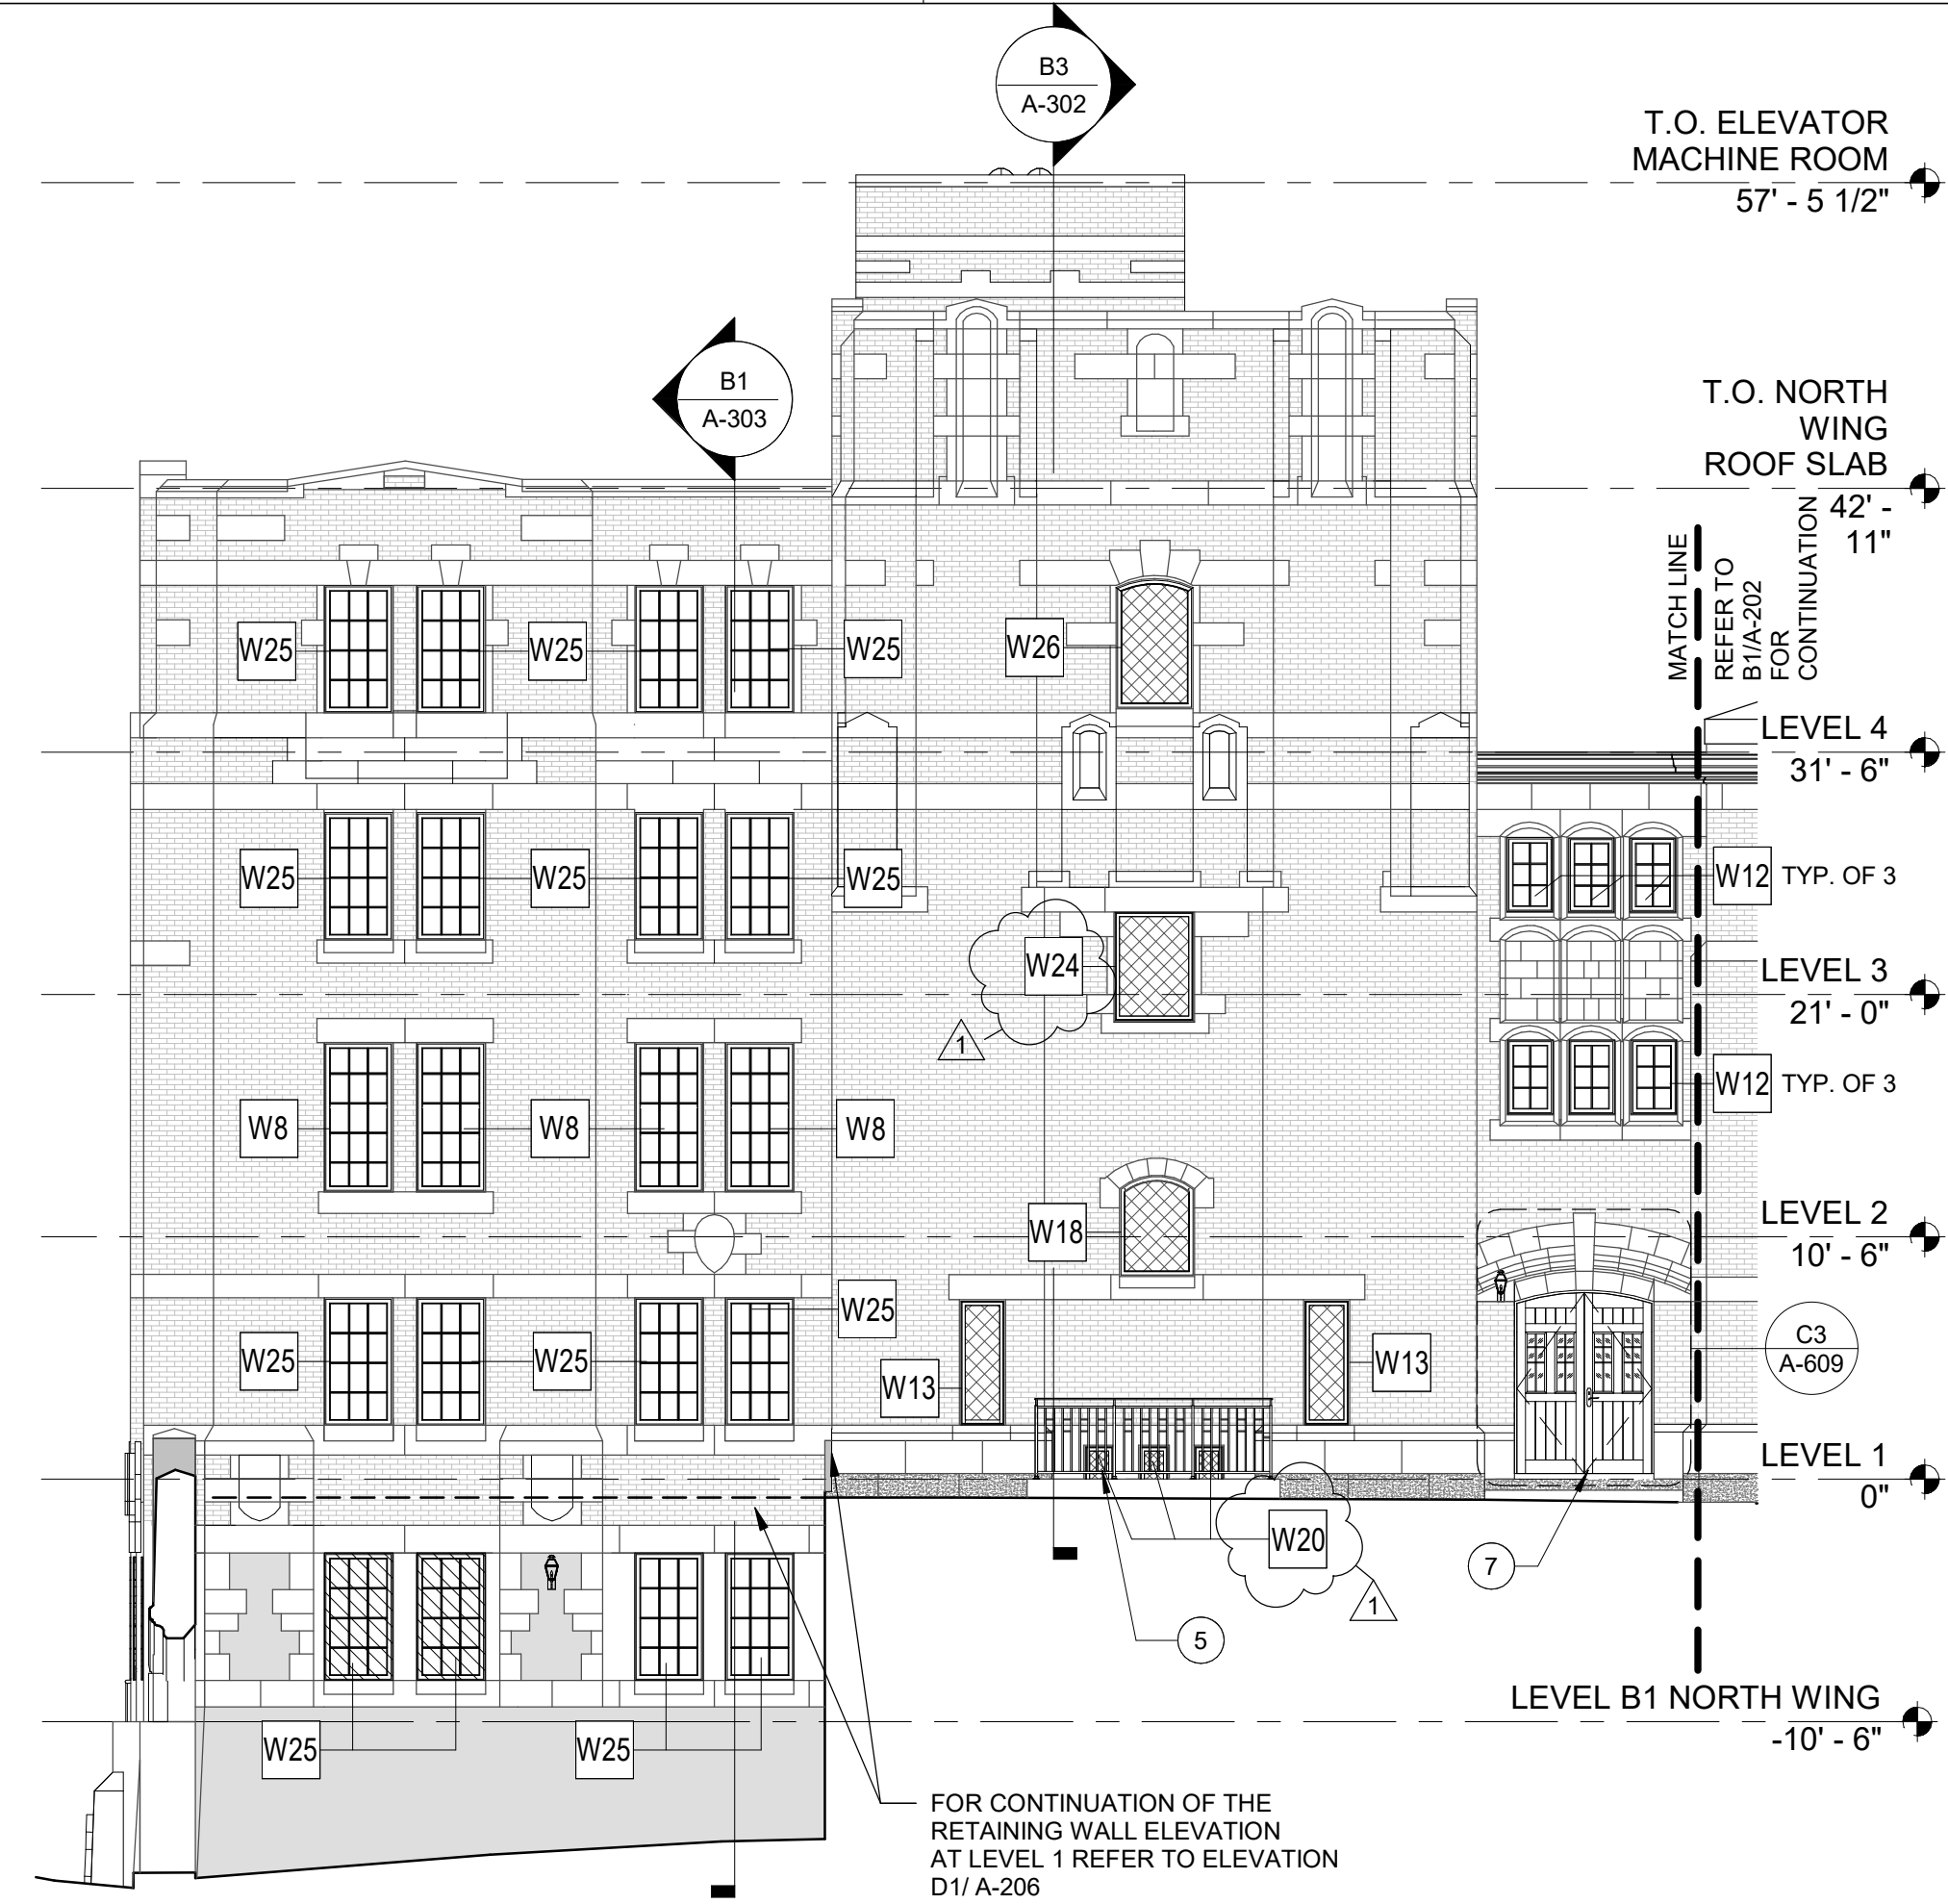 B3
A-302
T.O. ELEVATOR
MACHINE ROOM
57' - 5 1/2"
B1
A-303
T.O. NORTH
WING
ROOF SLAB
42' -
11"
MATCH LINE
REFER TO
B1/A-202
FOR
CONTINUATION
W25
W25
W25
W26
LEVEL 4
31' - 6"
W25
W25
W25
W12 TYP. OF 3
W24
1
LEVEL 3
21' - 0"
W8
W8
W8
W12 TYP. OF 3
W18
LEVEL 2
10' - 6"
W25
W25
W25
W13
W13
C3
A-609
LEVEL 1
0"
W20
1
5
7
LEVEL B1 NORTH WING
-10' - 6"
W25
W25
FOR CONTINUATION OF THE
RETAINING WALL ELEVATION
AT LEVEL 1 REFER TO ELEVATION
D1/ A-206